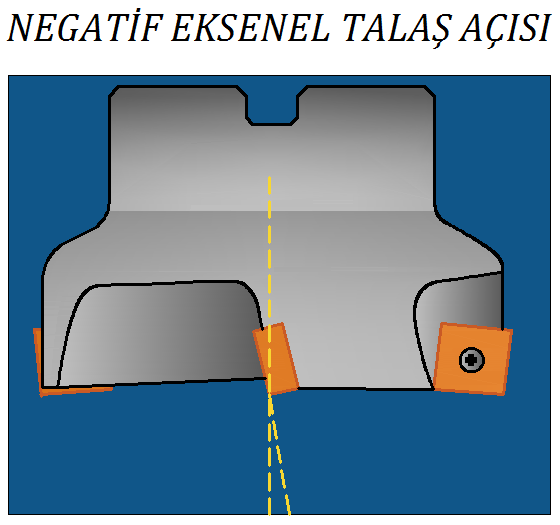 NEGATİF EKSENEL TALAŞ AÇISI